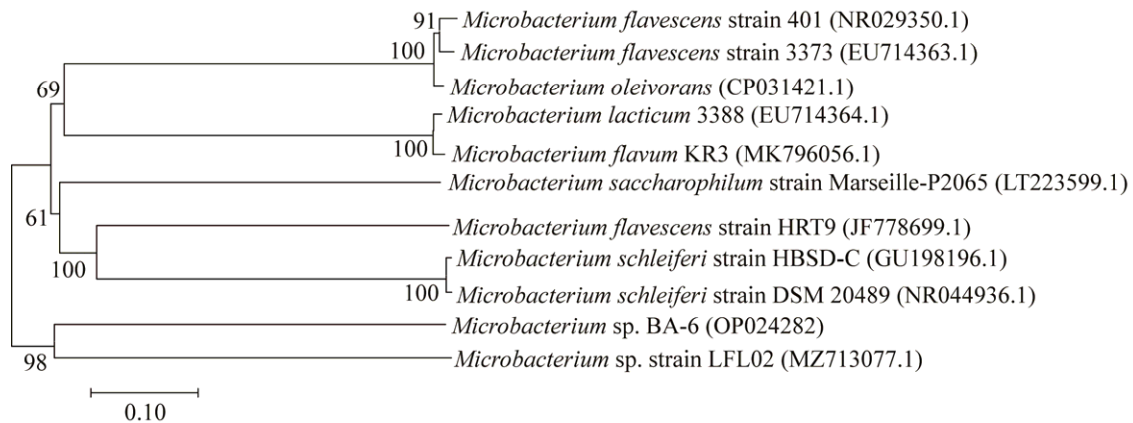 91
Microbacterium flavescens strain 401 (NR029350.1)
100
Microbacterium flavescens strain 3373 (EU714363.1)
69
Microbacterium oleivorans (CP031421.1)
Microbacterium lacticum 3388 (EU714364.1)
100
Microbacterium flavum KR3 (MK796056.1)
Microbacterium saccharophilum strain Marseille-P2065 (LT223599.1)
61
Microbacterium flavescens strain HRT9 (JF778699.1)
100
Microbacterium schleiferi strain HBSD-C (GU198196.1)
100
Microbacterium schleiferi strain DSM 20489 (NR044936.1)
Microbacterium sp. BA-6 (OP024282)
98
Microbacterium sp. strain LFL02 (MZ713077.1)
0.10